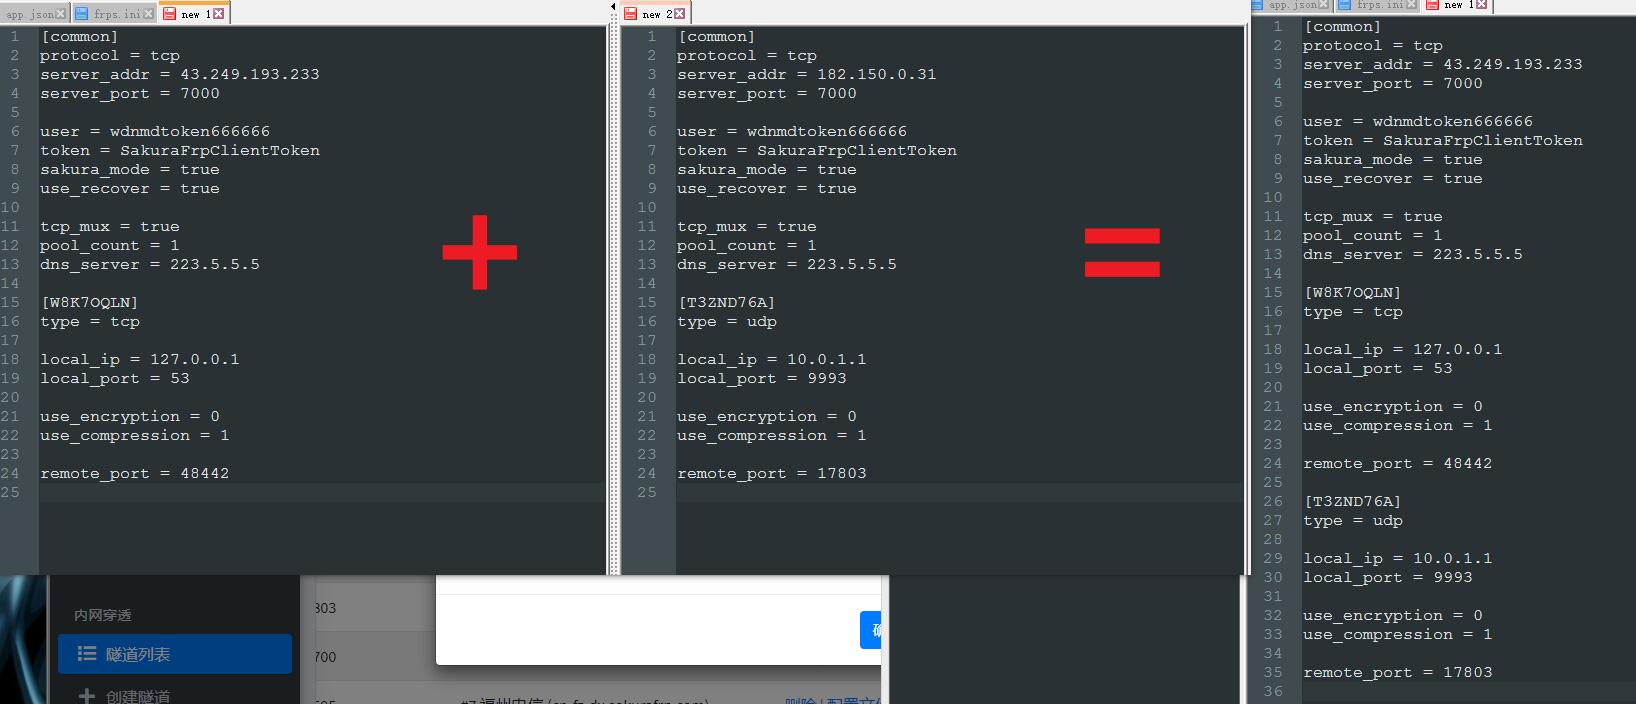 app.json
frps.ini
new 1
1 [common]
2 protocol = tcp
3 server_addr = 43.249.193.233
4 server_port = 7000
5
6 user = wdnmdtoken666666
7 token = SakuraFrpClientToken
8 sakura_mode = true
9 use_recover = true
10
11 tcp_mux = true
12 pool_count = 1
13 dns_server = 223.5.5.5
14
15 [W8K7OQLN]
16 type = tcp
17
18 local_ip = 127.0.0.1
19 local_port = 53
20
21 use_encryption = 0
22 use_compression = 1
23
24 remote_port = 48442
25
+
new 2
1 [common]
2 protocol = tcp
3 server_addr = 182.150.0.31
4 server_port = 7000
5
6 user = wdnmdtoken666666
7 token = SakuraFrpClientToken
8 sakura_mode = true
9 use_recover = true
10
11 tcp_mux = true
12 pool_count = 1
13 dns_server = 223.5.5.5
14
15 [T3ZND76A]
16 type = udp
17
18 local_ip = 10.0.1.1
19 local_port = 9993
20
21 use_encryption = 0
22 use_compression = 1
23
24 remote_port = 17803
25
=
app.json
frps.ini
new 1
1 [common]
2 protocol = tcp
3 server_addr = 43.249.193.233
4 server_port = 7000
5
6 user = wdnmdtoken666666
7 token = SakuraFrpClientToken
8 sakura_mode = true
9 use_recover = true
10
11 tcp_mux = true
12 pool_count = 1
13 dns_server = 223.5.5.5
14
15 [W8K7OQLN]
16 type = tcp
17
18 local_ip = 127.0.0.1
19 local_port = 53
20
21 use_encryption = 0
22 use_compression = 1
23
24 remote_port = 48442
25
26 [T3ZND76A]
27 type = udp
28
29 local_ip = 10.0.1.1
30 local_port = 9993
31
32 use_encryption = 0
33 use_compression = 1
34
35 remote_port = 17803
36
内网穿透
隧道列表
创建隧道
803
700